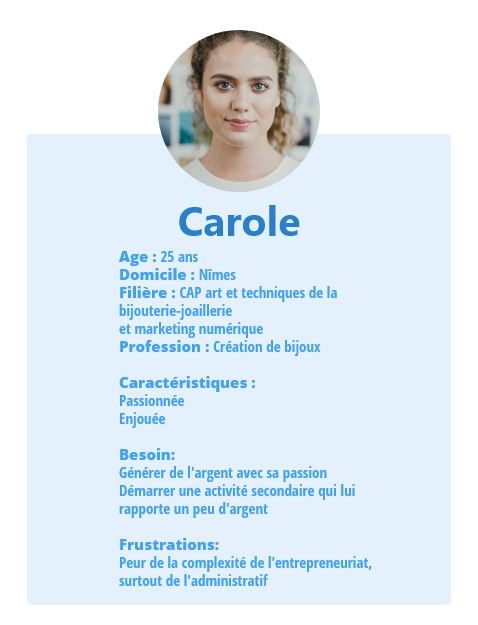 Carole
Age : 25 ans
Domicile : Nîmes
Filière : CAP art et techniques de la
bijouterie-joaillerie
et marketing numérique
Profession : Création de bijoux
Caractéristiques :
Passionnée
Enjouée
Besoin:
Générer de l'argent avec sa passion
Démarrer une activité secondaire qui lui
rapporte un peu d'argent
Frustrations:
Peur de la complexité de l'entrepreneuriat,
surtout de l'administratif